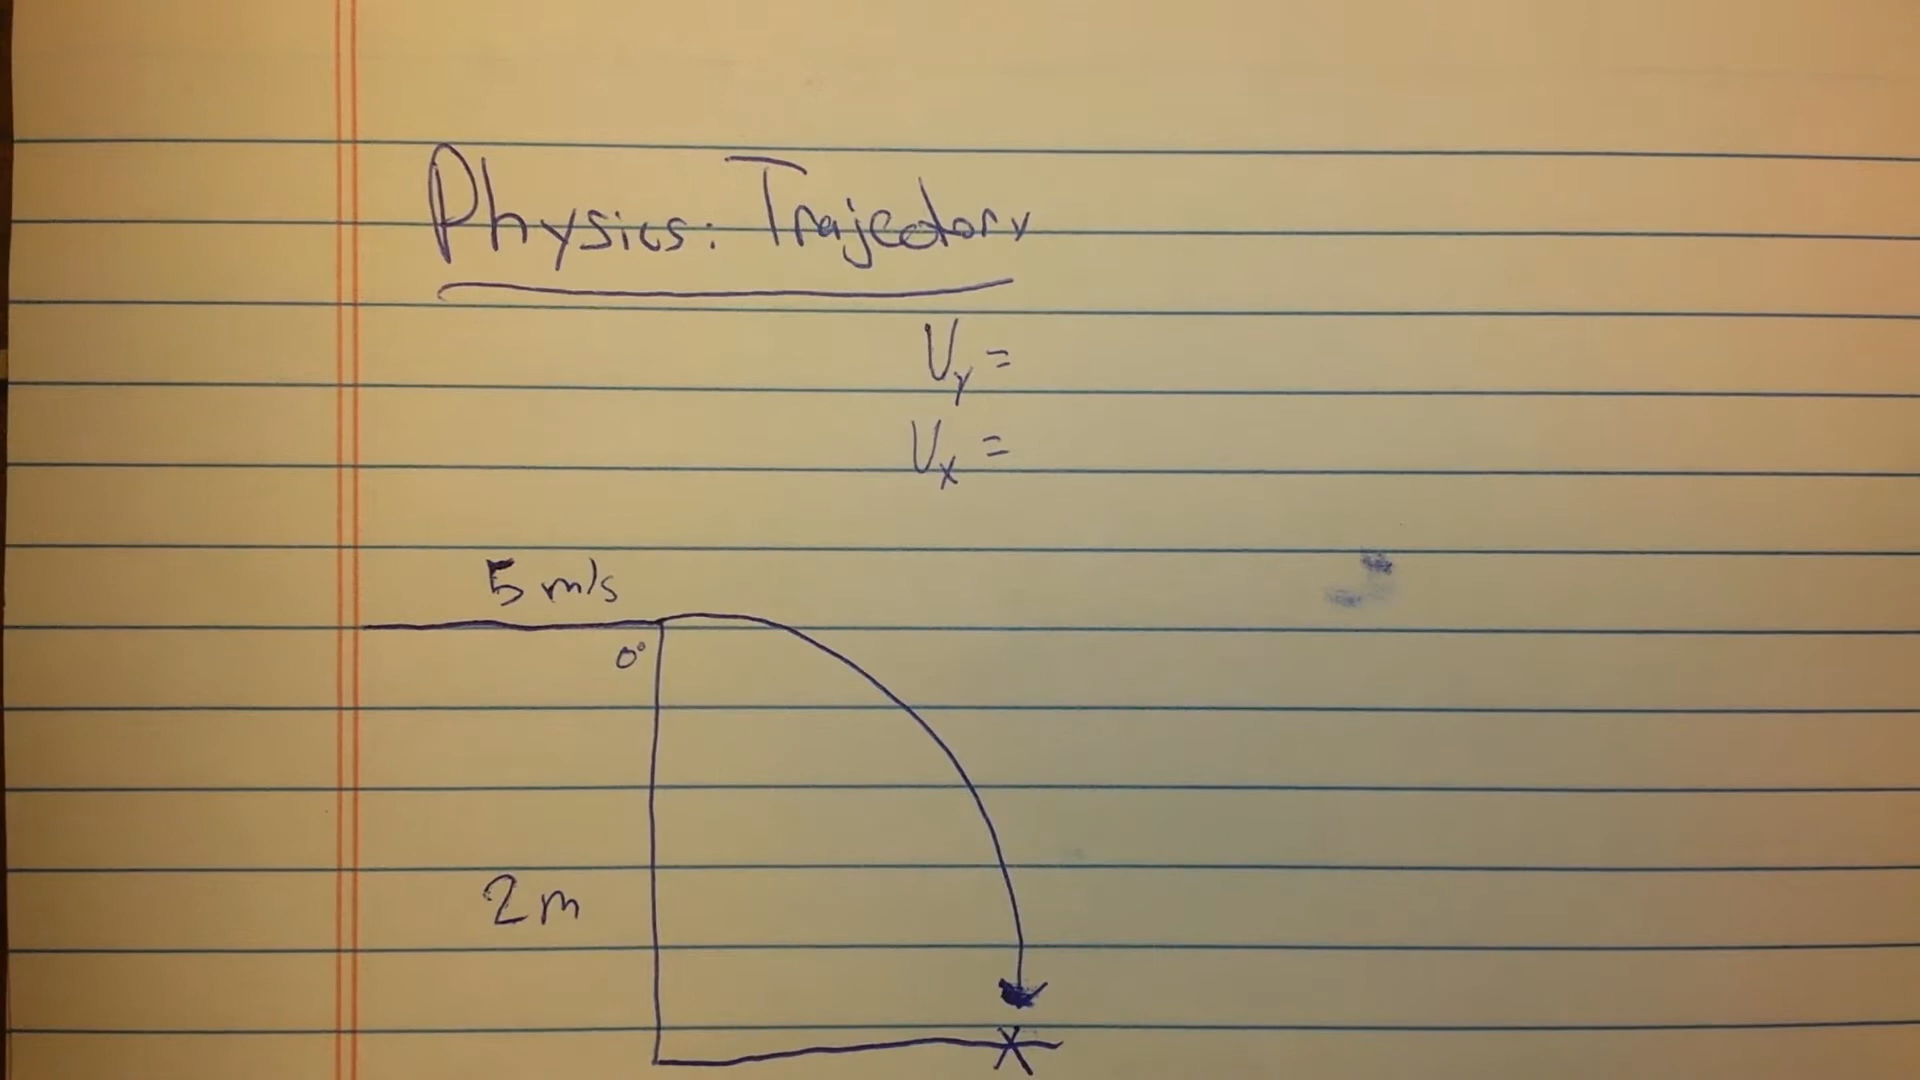 Physics: Trajectory
Vy =
Vx =
5 m/s
0°
2m
X